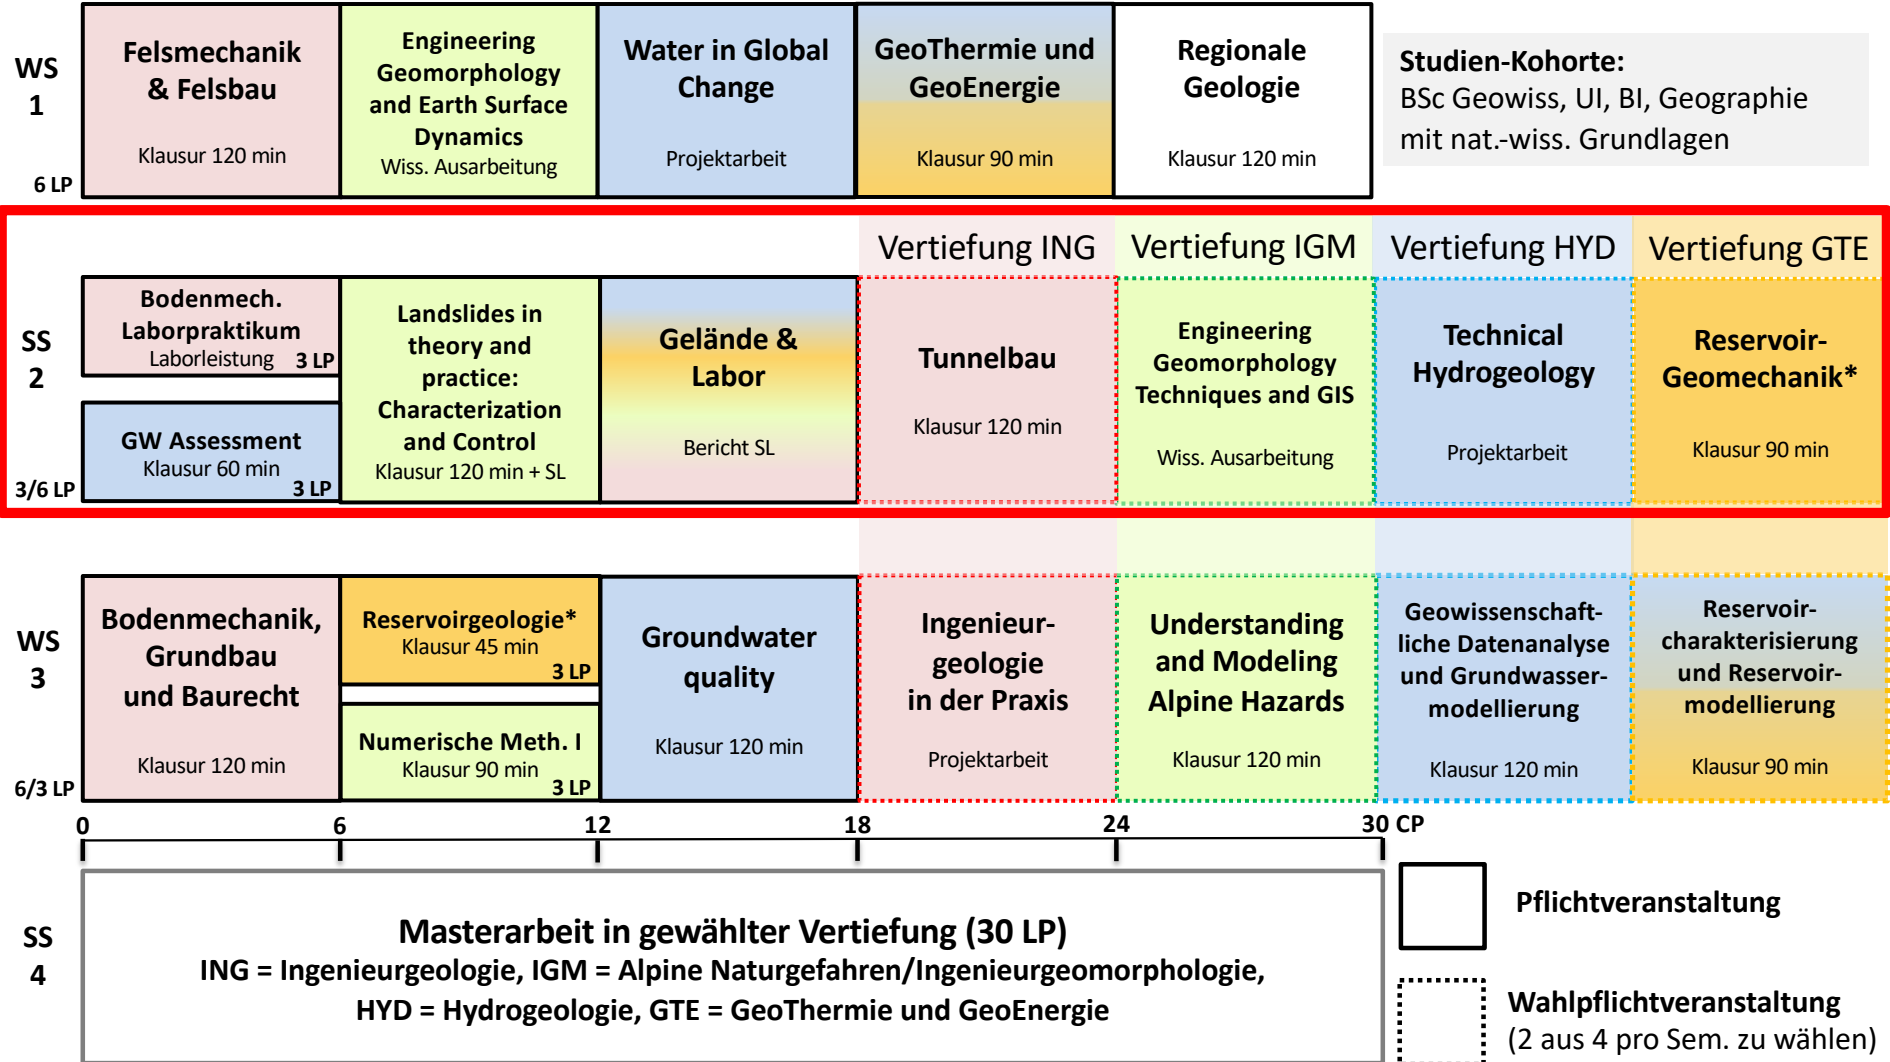 WS
1
6 LP
Felsmechanik
& Felsbau
Klausur 120 min
Engineering
Geomorphology
and Earth Surface
Dynamics
Wiss. Ausarbeitung
Water in Global
Change
Projektarbeit
GeoThermie und
GeoEnergie
Klausur 90 min
Regionale
Geologie
Klausur 120 min
Studien-Kohorte:
BSc Geowiss, UI, BI, Geographie
mit nat.-wiss. Grundlagen
Vertiefung ING
Vertiefung IGM
Vertiefung HYD
Vertiefung GTE
SS
2
3/6 LP
Bodenmech.
Laborpraktikum
Laborleistung 3 LP
GW Assessment
Klausur 60 min
3 LP
Landslides in
theory and
practice:
Characterization
and Control
Klausur 120 min + SL
Gelände &
Labor
Bericht SL
Tunnelbau
Klausur 120 min
Engineering
Geomorphology
Techniques and GIS
Wiss. Ausarbeitung
Technical
Hydrogeology
Projektarbeit
Reservoir-
Geomechanik*
Klausur 90 min
WS
3
6/3 LP
Bodenmechanik,
Grundbau
und Baurecht
Klausur 120 min
Reservoirgeologie*
Klausur 45 min
3 LP
Numerische Meth. I
Klausur 90 min
3 LP
Groundwater
quality
Klausur 120 min
Ingenieur-
geologie
in der Praxis
Projektarbeit
Understanding
and Modeling
Alpine Hazards
Klausur 120 min
Geowissenschaft-
liche Datenanalyse
und Grundwasser-
modellierung
Klausur 120 min
Reservoir-
charakterisierung
und Reservoir-
modellierung
Klausur 90 min
0 6 12 18 24 30 CP
SS
4
Masterarbeit in gewählter Vertiefung (30 LP)
ING = Ingenieurgeologie, IGM = Alpine Naturgefahren/Ingenieurgeomorphologie,
HYD = Hydrogeologie, GTE = GeoThermie und GeoEnergie
Pflichtveranstaltung
Wahlpflichtveranstaltung
(2 aus 4 pro Sem. zu wählen)